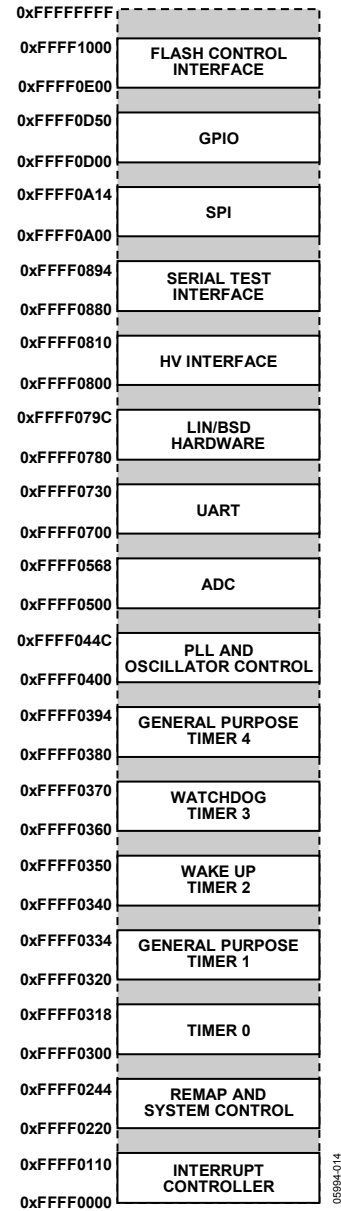 0xFFFFFFFF
0xFFFF1000
FLASH CONTROL
INTERFACE
0xFFFF0E00
0xFFFF0D50
GPIO
0xFFFF0D00
0xFFFF0A14
SPI
0xFFFF0A00
0xFFFF0894
SERIAL TEST
INTERFACE
0xFFFF0880
0xFFFF0810
HV INTERFACE
0xFFFF0800
0xFFFF079C
LIN/BSD
HARDWARE
0xFFFF0780
0xFFFF0730
UART
0xFFFF0700
0xFFFF0568
ADC
0xFFFF0500
0xFFFF044C
PLL AND
OSCILLATOR CONTROL
0xFFFF0400
0xFFFF0394
GENERAL PURPOSE
TIMER 4
0xFFFF0380
0xFFFF0370
WATCHDOG
TIMER 3
0xFFFF0360
0xFFFF0350
WAKE UP
TIMER 2
0xFFFF0340
0xFFFF0334
GENERAL PURPOSE
TIMER 1
0xFFFF0320
0xFFFF0318
TIMER 0
0xFFFF0300
0xFFFF0244
REMAP AND
SYSTEM CONTROL
0xFFFF0220
0xFFFF0110
INTERRUPT
CONTROLLER
0xFFFF0000
05994-014